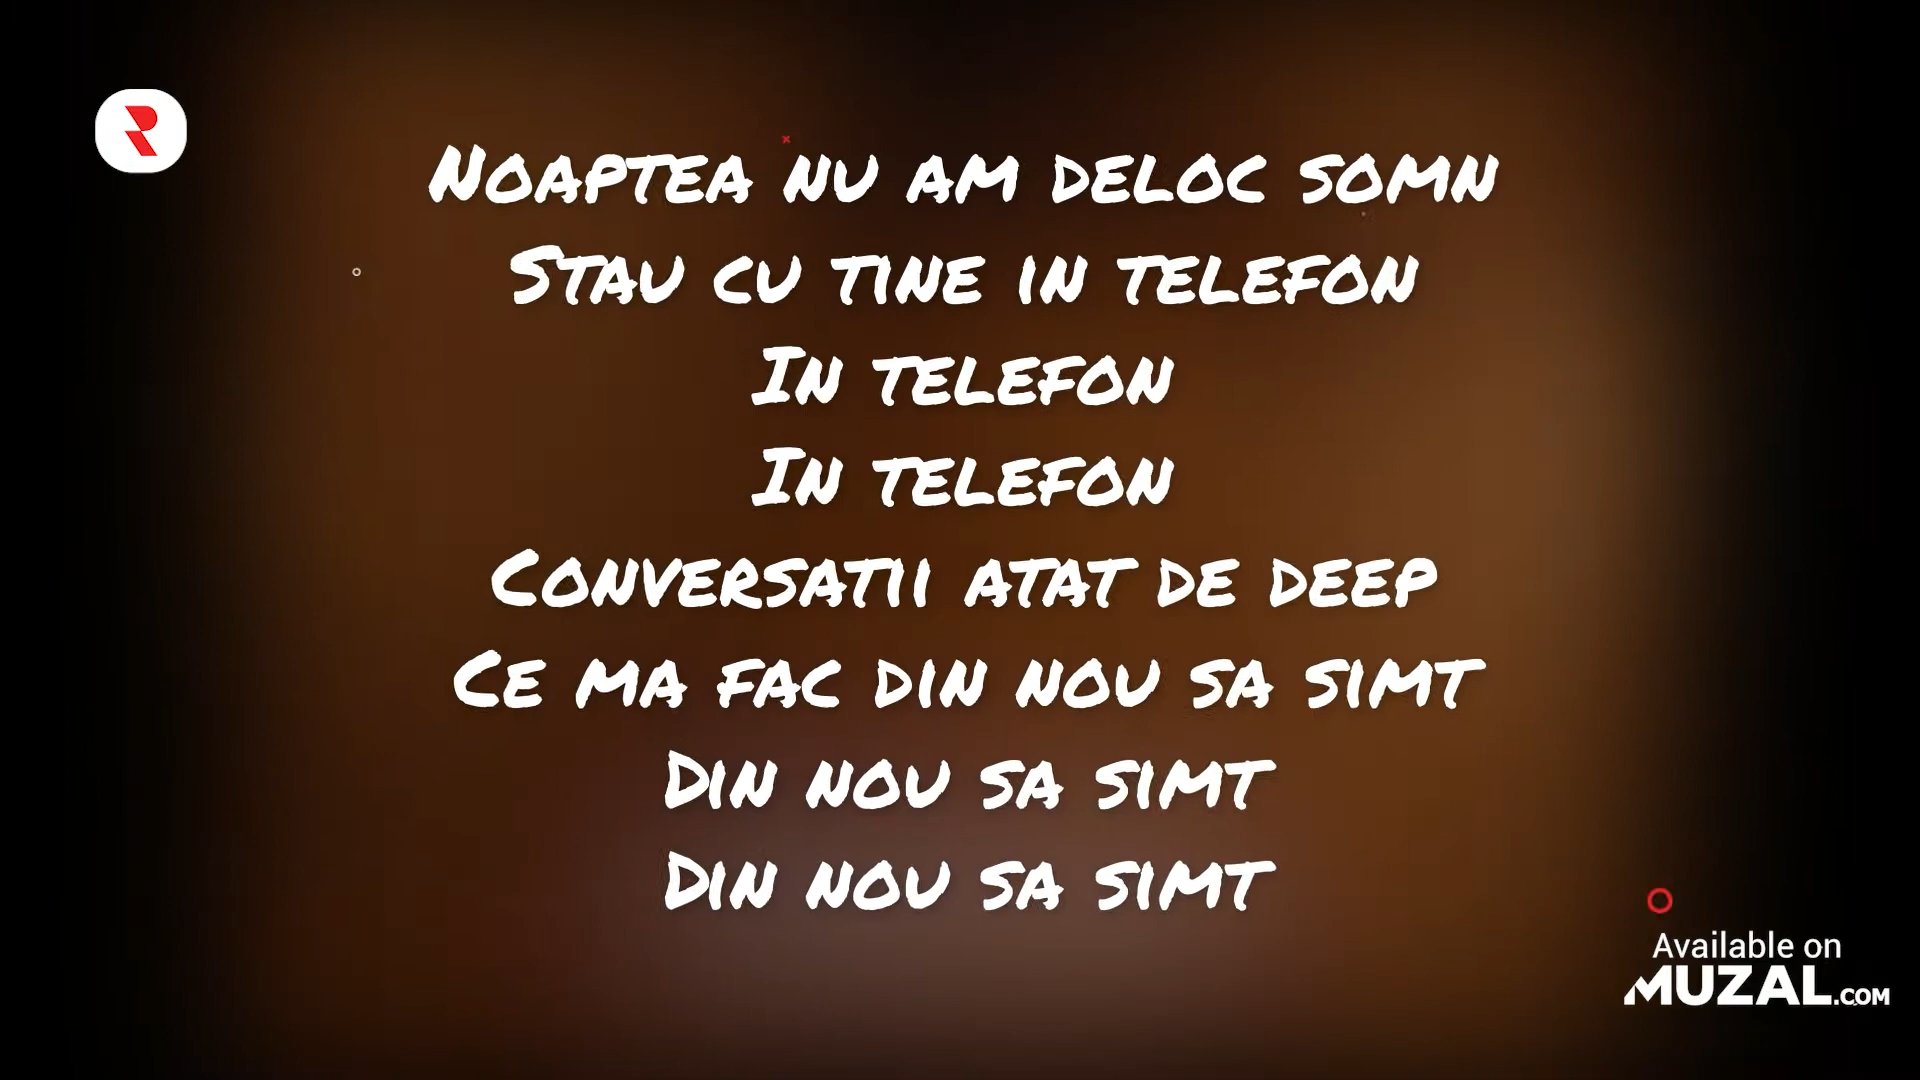 Noaptea nu am deloc somn
Stau cu tine in telefon
In telefon
In telefon
Conversatii atat de deep
Ce ma fac din nou sa simt
Din nou sa simt
Din nou sa simt
Available on
MUZAL.COM